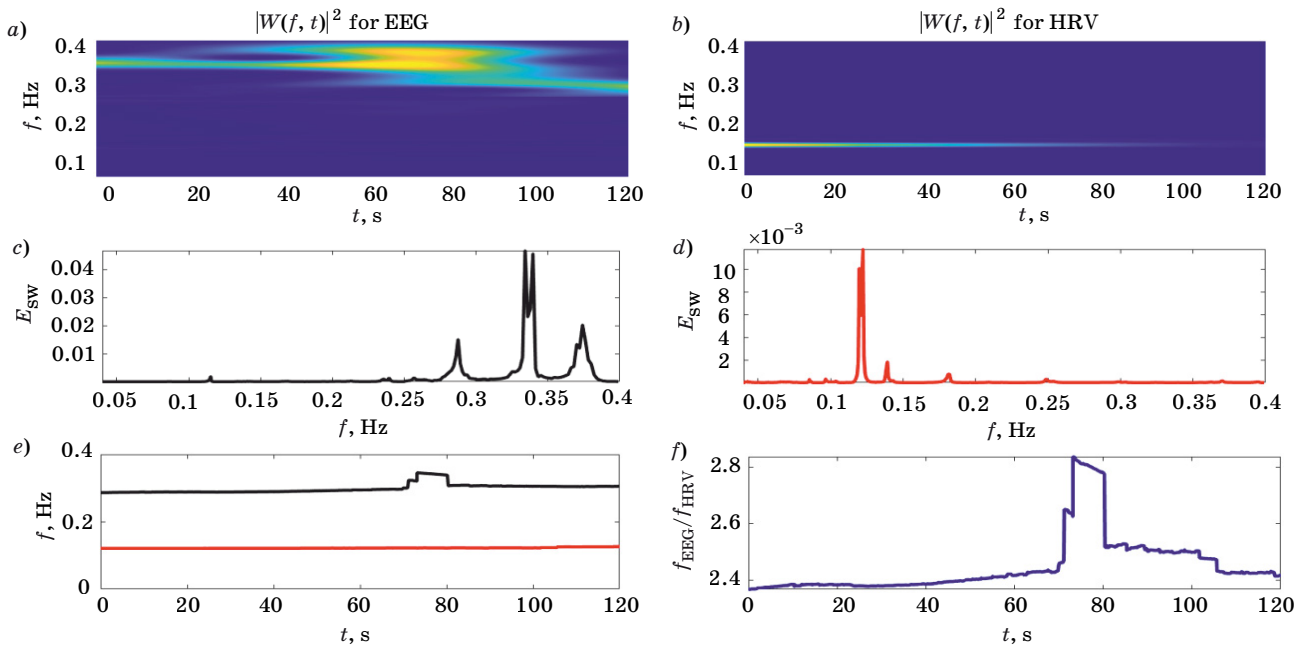 a) |W(f, t)|² for EEG
f, Hz
0.4
0.3
0.2
0.1
0 20 40 60 80 100 120
t, s
b) |W(f, t)|² for HRV
f, Hz
0.4
0.3
0.2
0.1
0 20 40 60 80 100 120
t, s
c)
E_sw
0.04
0.03
0.02
0.01
0.05 0.1 0.15 0.2 0.25 0.3 0.35 0.4
f, Hz
d) ×10⁻³
E_sw
10
8
6
4
2
0.05 0.1 0.15 0.2 0.25 0.3 0.35 0.4
f, Hz
e)
f, Hz
0.4
0.2
0
0 20 40 60 80 100 120
t, s
f)
f_EEG/f_HRV
2.8
2.6
2.4
0 20 40 60 80 100 120
t, s